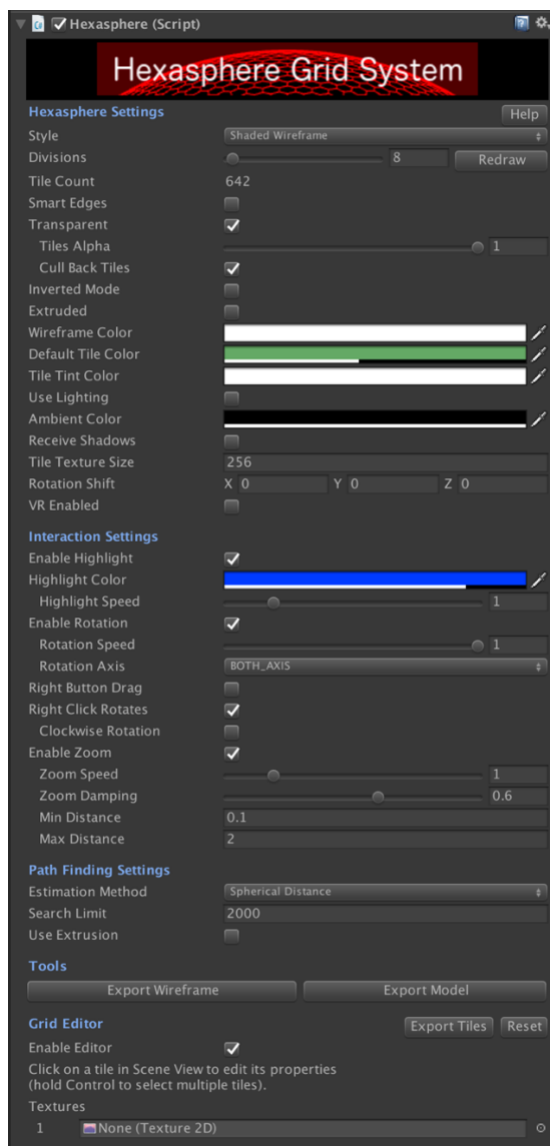 Hexasphere (Script)
Hexasphere Grid System
Hexasphere Settings Help
Style Shaded Wireframe
Divisions 8 Redraw
Tile Count 642
Smart Edges
Transparent
Tiles Alpha 1
Cull Back Tiles
Inverted Mode
Extruded
Wireframe Color
Default Tile Color
Tile Tint Color
Use Lighting
Ambient Color
Receive Shadows
Tile Texture Size 256
Rotation Shift X 0 Y 0 Z 0
VR Enabled
Interaction Settings
Enable Highlight
Highlight Color
Highlight Speed 1
Enable Rotation
Rotation Speed 1
Rotation Axis BOTH_AXIS
Right Button Drag
Right Click Rotates
Clockwise Rotation
Enable Zoom
Zoom Speed 1
Zoom Damping 0.6
Min Distance 0.1
Max Distance 2
Path Finding Settings
Estimation Method Spherical Distance
Search Limit 2000
Use Extrusion
Tools
Export Wireframe Export Model
Grid Editor Export Tiles Reset
Enable Editor
Click on a tile in Scene View to edit its properties
(hold Control to select multiple tiles).
Textures
1 None (Texture 2D)